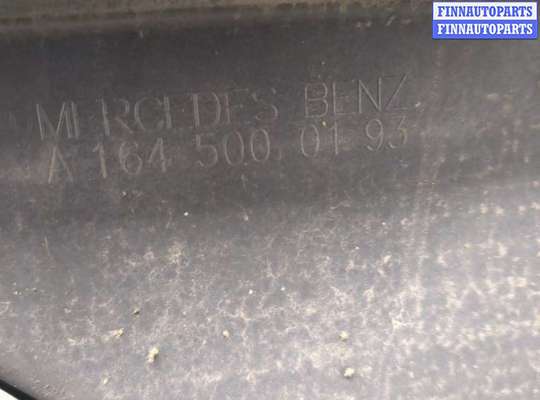 FINNAUTOPARTS
FINNAUTOPARTS
MERCEDES BENZ
A 164 500 01 93